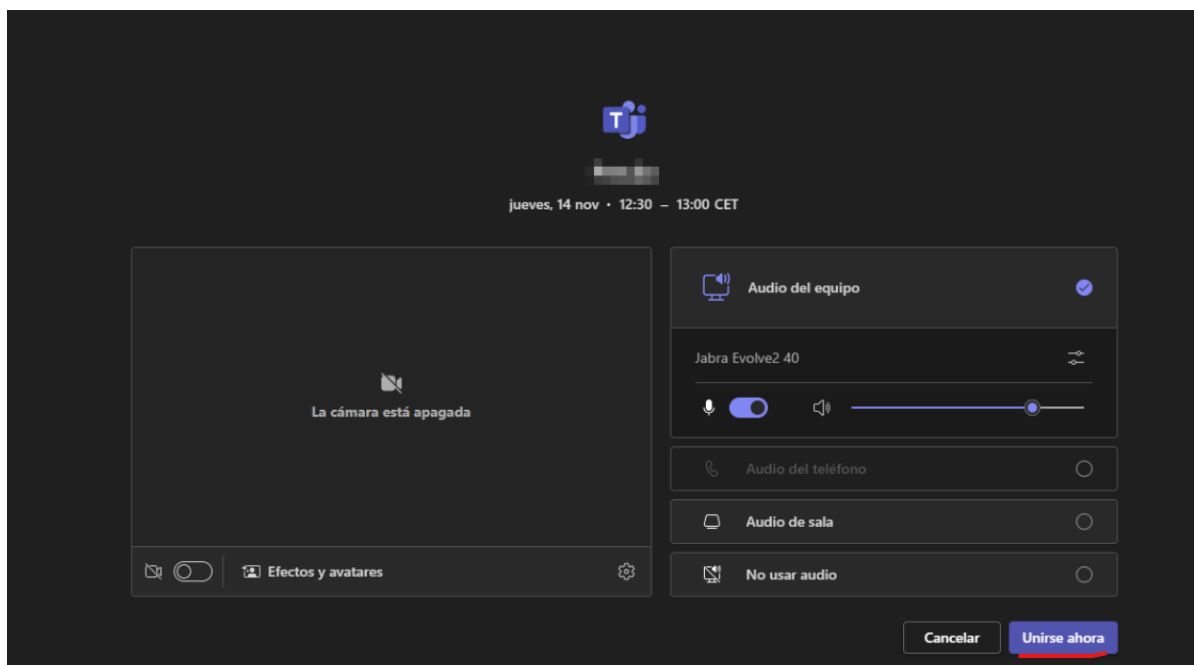 T
jueves, 14 nov • 12:30 – 13:00 CET
La cámara está apagada
Efectos y avatares
Audio del equipo
Jabra Evolve2 40
Audio del teléfono
Audio de sala
No usar audio
Cancelar
Unirse ahora